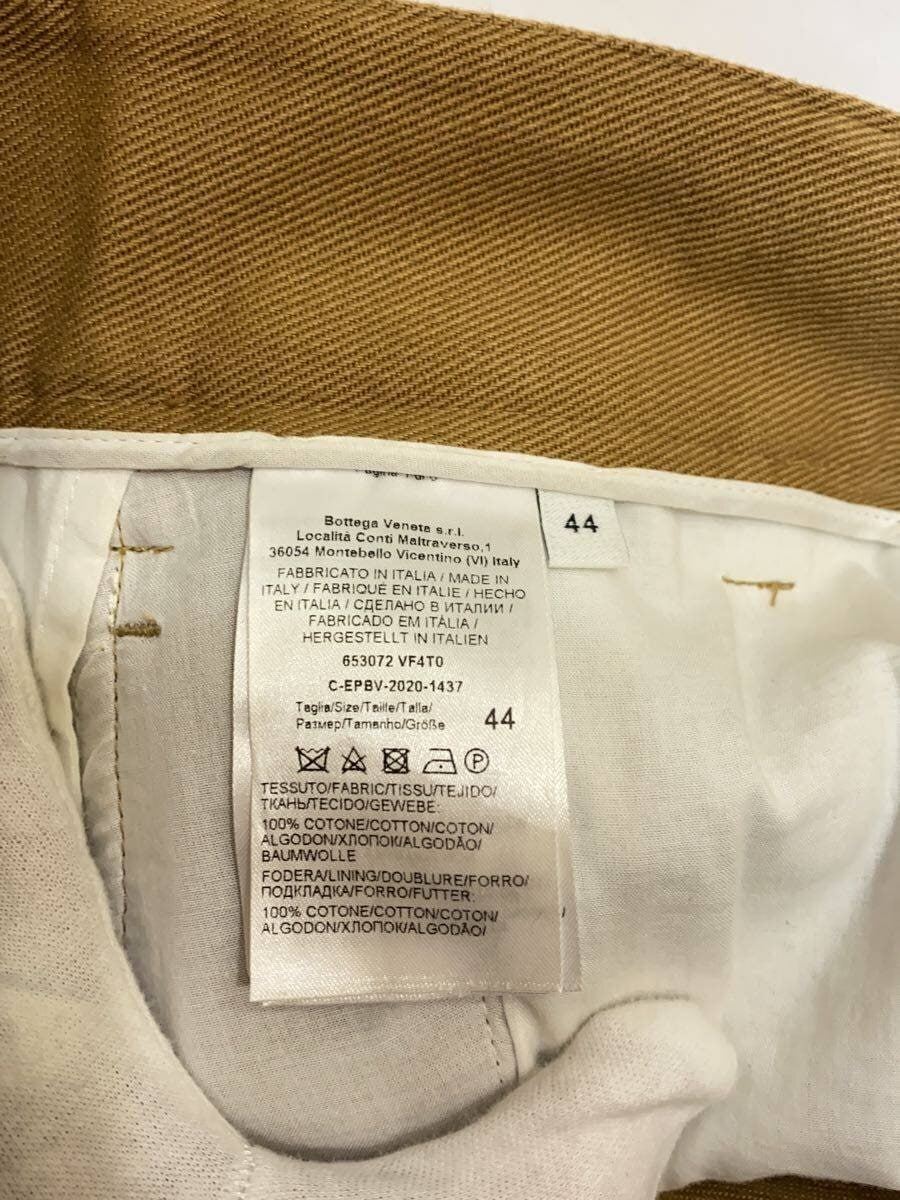 Bottega Veneta s.r.l.
Località Conti Maltraverso,1
36054 Montebello Vicentino (VI) Italy
FABBRICATO IN ITALIA / MADE IN
ITALY / FABRIQUÉ EN ITALIE / HECHO
EN ITALIA / СДЕЛАНО В ИТАЛИИ /
FABRICADO EM ITÀLIA /
HERGESTELLT IN ITALIEN
653072 VF4T0
C-EPBV-2020-1437
Taglia/Size/Taille/Talla/
Размер/Tamanho/Größe 44
P
TESSUTO/FABRIC/TISSU/TEJIDO/
ТКАНЬ/TECIDO/GEWEBE:
100% COTONE/COTTON/COTON/
ALGODON/ХЛОПОК/ALGODÃO/
BAUMWOLLE
FODERA/LINING/DOUBLURE/FORRO/
ПОДКЛАДКА/FORRO/FUTTER:
100% COTONE/COTTON/COTON/
ALGODON/ХЛОПОК/ALGODÃO/
44